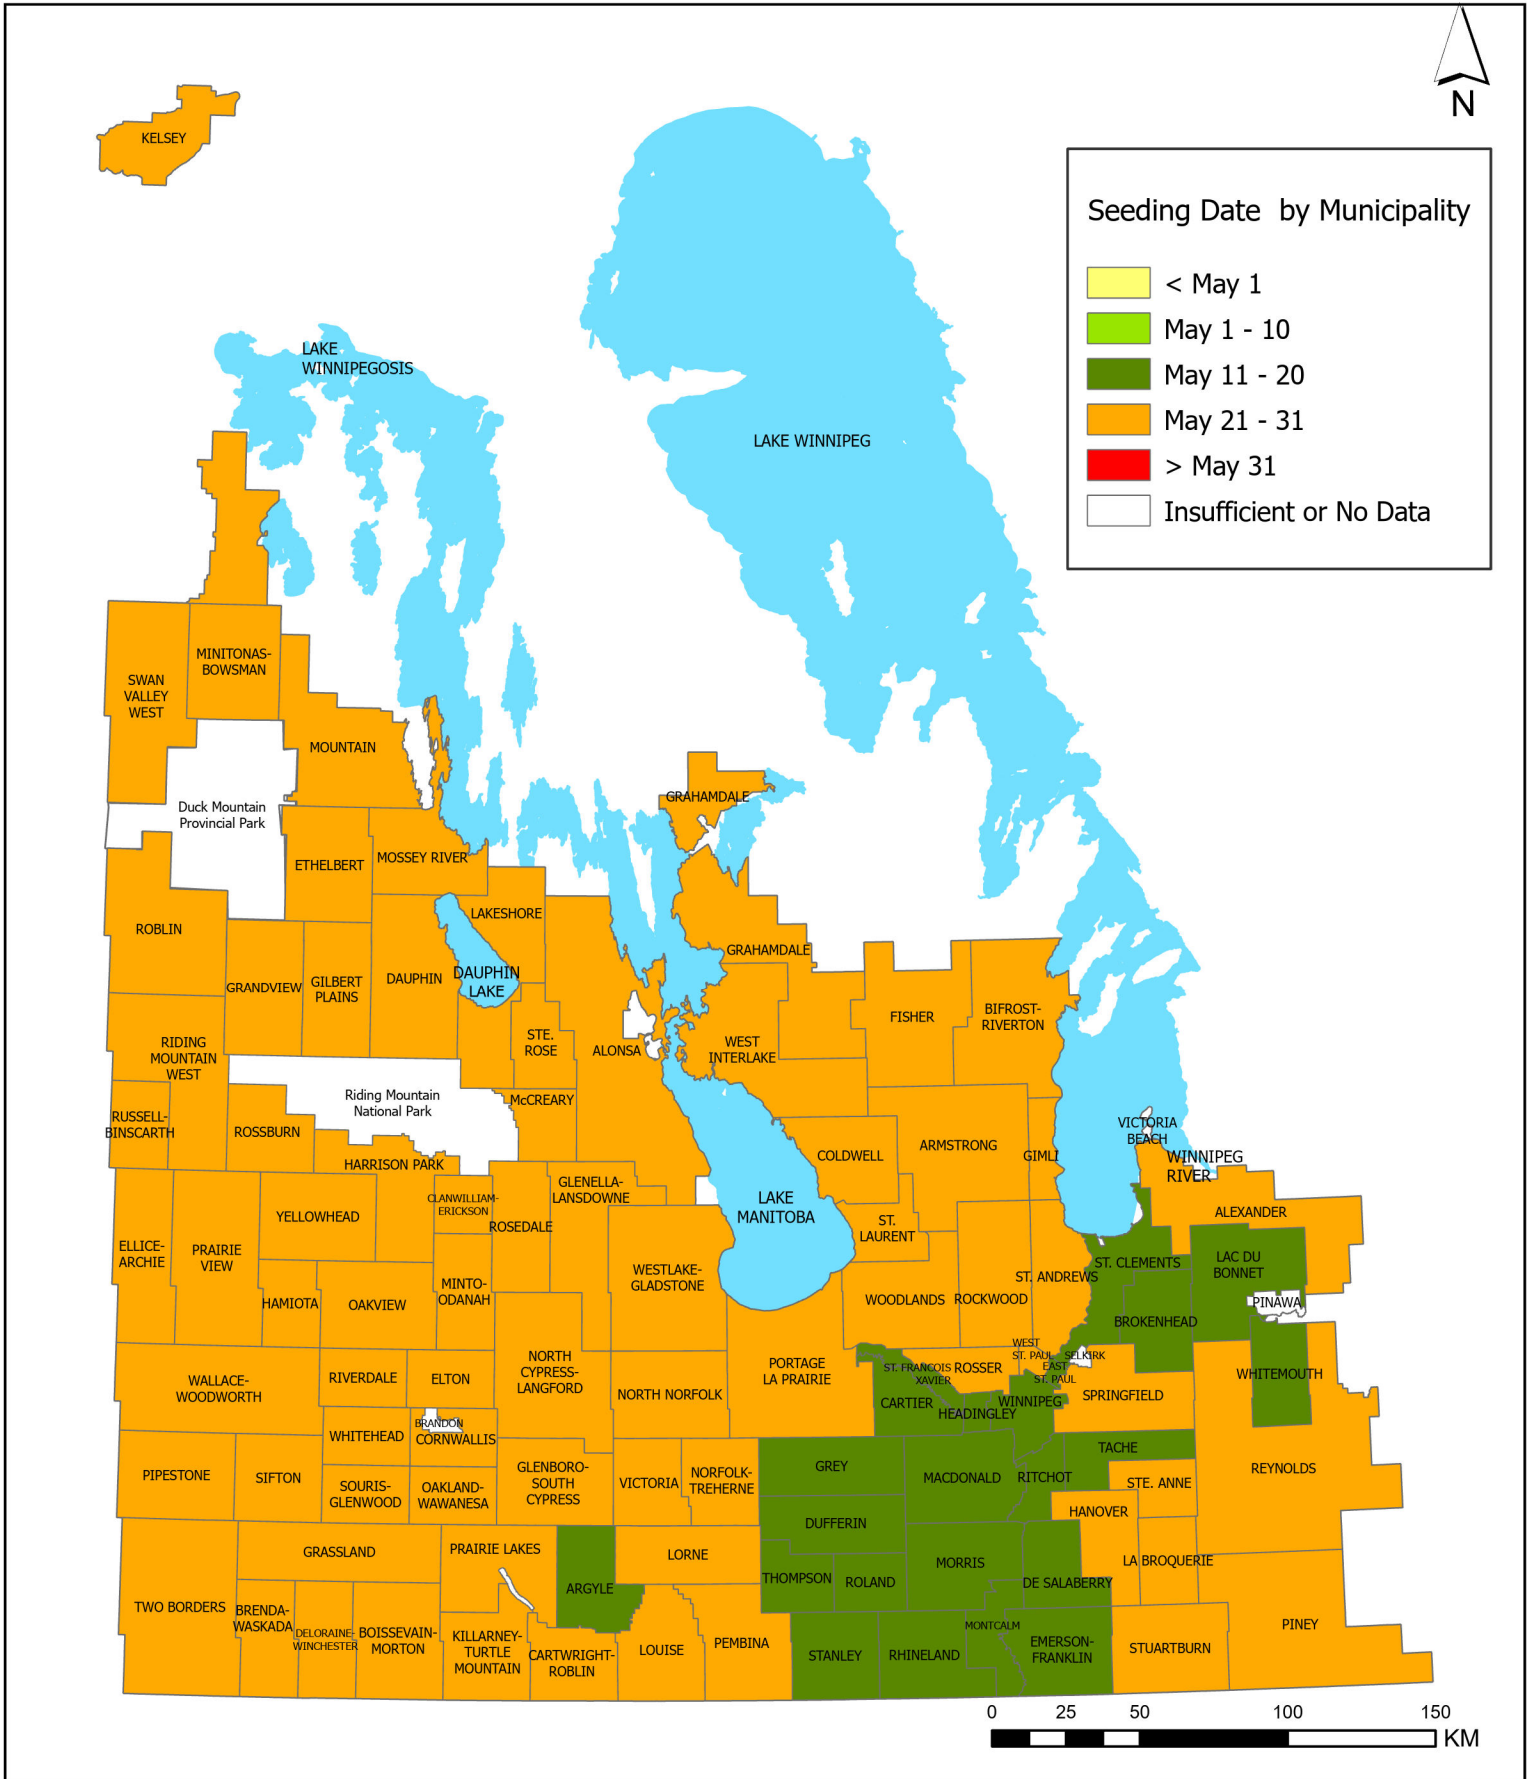 N
KELSEY
Seeding Date by Municipality
< May 1
May 1 - 10
May 11 - 20
May 21 - 31
> May 31
Insufficient or No Data
LAKE
WINNIPEGOSIS
LAKE WINNIPEG
MINITONAS-
BOWSMAN
SWAN
VALLEY
WEST
MOUNTAIN
Duck Mountain
Provincial Park
GRAHAMDALE
ETHELBERT
MOSSEY RIVER
LAKESHORE
ROBLIN
GRAHAMDALE
GRANDVIEW
GILBERT
PLAINS
DAUPHIN
DAUPHIN
LAKE
FISHER
BIFROST-
RIVERTON
STE.
ROSE
ALONSA
WEST
INTERLAKE
RIDING
MOUNTAIN
WEST
Riding Mountain
National Park
McCREARY
RUSSELL-
BINSCARTH
ROSSBURN
HARRISON PARK
COLDWELL
ARMSTRONG
GIMLI
VICTORIA
BEACH
WINNIPEG
RIVER
CLANWILLIAM-
ERICKSON
GLENELLA-
LANSDOWNE
LAKE
MANITOBA
YELLOWHEAD
ROSEDALE
ST.
LAURENT
ALEXANDER
ELLICE-
ARCHIE
PRAIRIE
VIEW
WESTLAKE-
GLADSTONE
ST. ANDREWS
ST. CLEMENTS
LAC DU
BONNET
HAMIOTA
OAKVIEW
MINTO-
ODANAH
WOODLANDS
ROCKWOOD
PINAWA
BROKENHEAD
WALLACE-
WOODWORTH
RIVERDALE
ELTON
NORTH
CYPRESS-
LANGFORD
NORTH NORFOLK
PORTAGE
LA PRAIRIE
ST. FRANCOIS
XAVIER
ROSSER
WEST
ST. PAUL
SELKIRK
EAST
ST. PAUL
WHITEMOUTH
CARTIER
HEADINGLEY
WINNIPEG
SPRINGFIELD
WHITEHEAD
BRANDON
CORNWALLIS
PIPESTONE
SIFTON
SOURIS-
GLENWOOD
OAKLAND-
WAWANESA
GLENBORO-
SOUTH
CYPRESS
VICTORIA
NORFOLK-
TREHERNE
GREY
MACDONALD
RITCHOT
TACHE
STE. ANNE
REYNOLDS
DUFFERIN
HANOVER
GRASSLAND
PRAIRIE LAKES
LORNE
MORRIS
LA BROQUERIE
ARGYLE
THOMPSON
ROLAND
DE SALABERRY
TWO BORDERS
BRENDA-
WASKADA
DELORAINE-
WINCHESTER
BOISSEVAIN-
MORTON
KILLARNEY-
TURTLE
MOUNTAIN
CARTWRIGHT-
ROBLIN
LOUISE
PEMBINA
STANLEY
RHINELAND
MONTCALM
EMERSON-
FRANKLIN
STUARTBURN
PINEY
0 25 50 100 150
KM